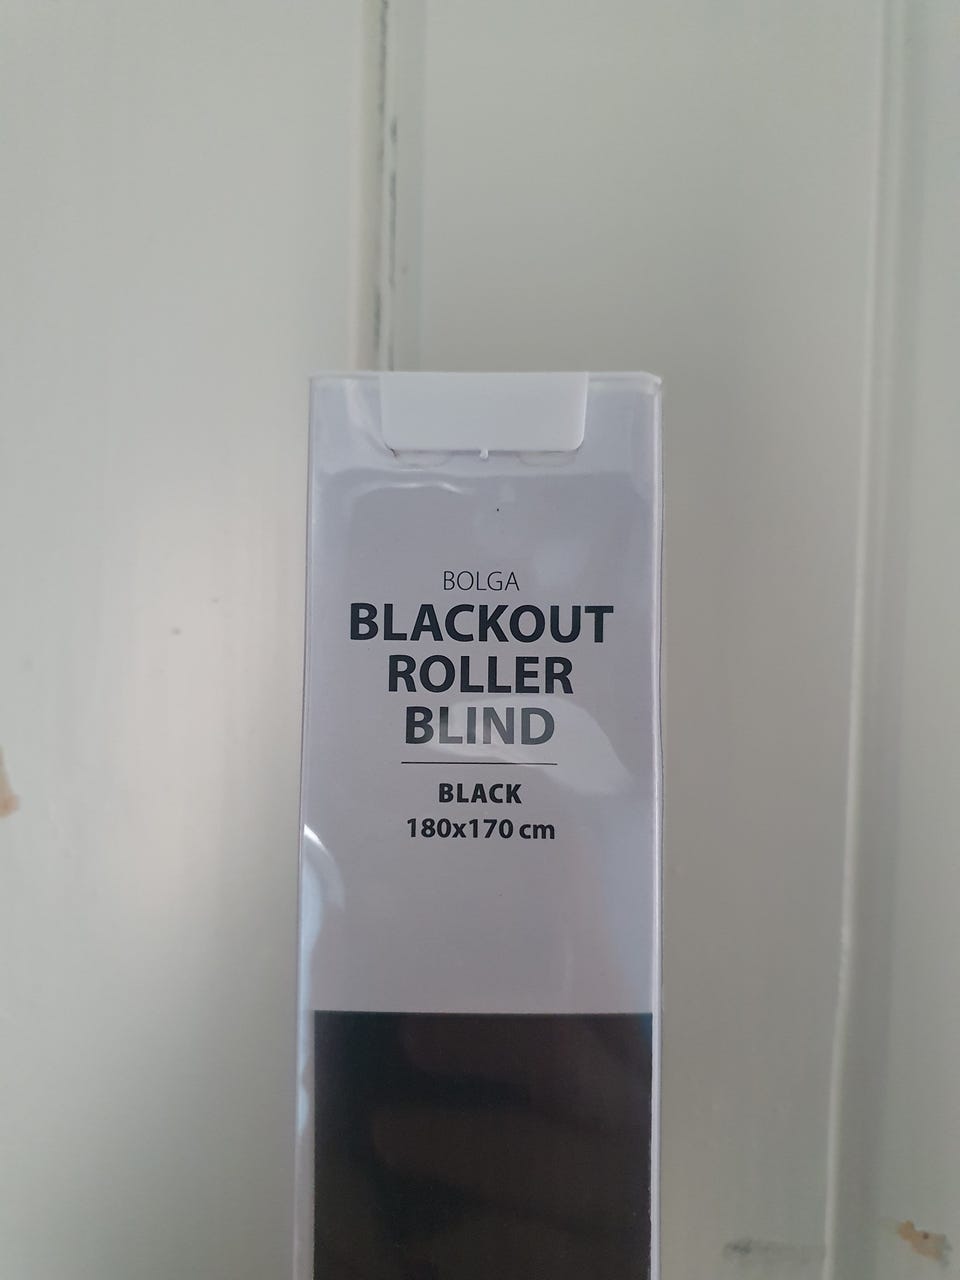 BOLGA
BLACKOUT
ROLLER
BLIND
BLACK
180x170 cm